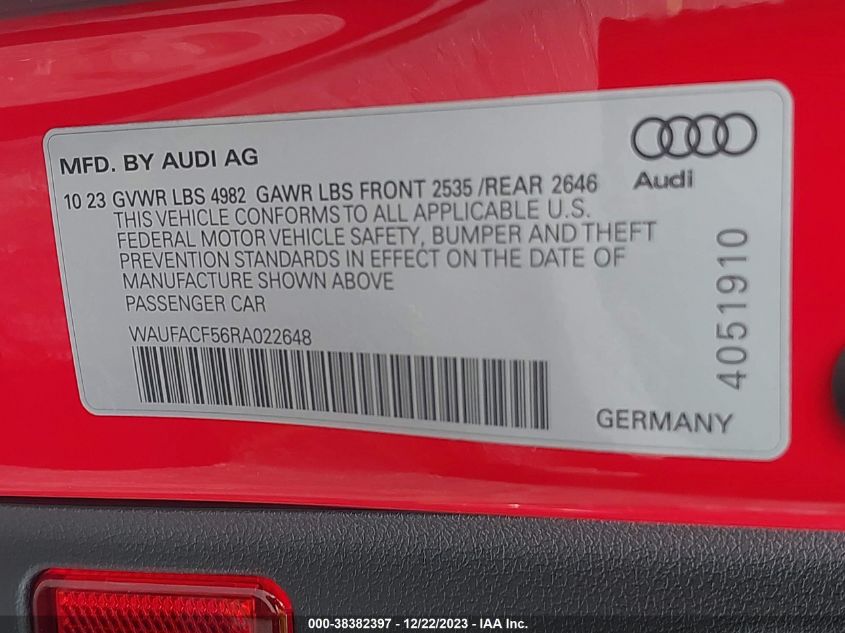 MFD. BY AUDI AG
Audi
10 23 GVWR LBS 4982 GAWR LBS FRONT 2535 /REAR 2646
THIS VEHICLE CONFORMS TO ALL APPLICABLE U.S.
FEDERAL MOTOR VEHICLE SAFETY, BUMPER AND THEFT
PREVENTION STANDARDS IN EFFECT ON THE DATE OF
MANUFACTURE SHOWN ABOVE
PASSENGER CAR
WAUFACF56RA022648
4051910
GERMANY
000-38382397 - 12/22/2023 - IAA Inc.